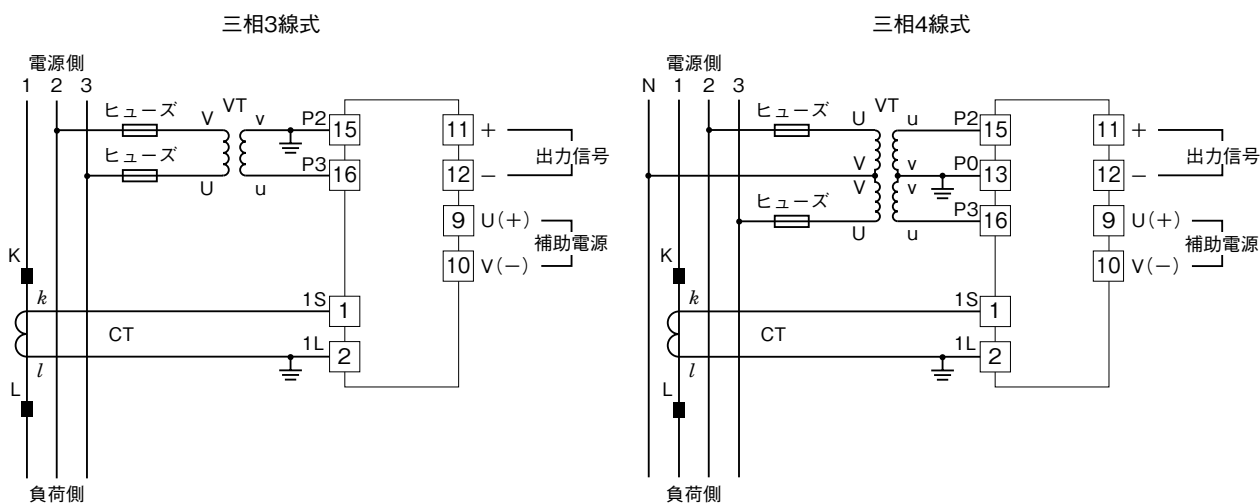 三相3線式
電源側
1 2 3
ヒューズ
V VT v P2 15
ヒューズ
U u P3 16
11 +
出力信号
12 −
9 U(+)
補助電源
10 V(−)
K
k 1S 1
CT
l 1L 2
L
負荷側
三相4線式
電源側
N 1 2 3
ヒューズ
U VT u P2 15
V v P0 13
V v
ヒューズ
U u P3 16
11 +
出力信号
12 −
9 U(+)
補助電源
10 V(−)
K
k 1S 1
CT
l 1L 2
L
負荷側